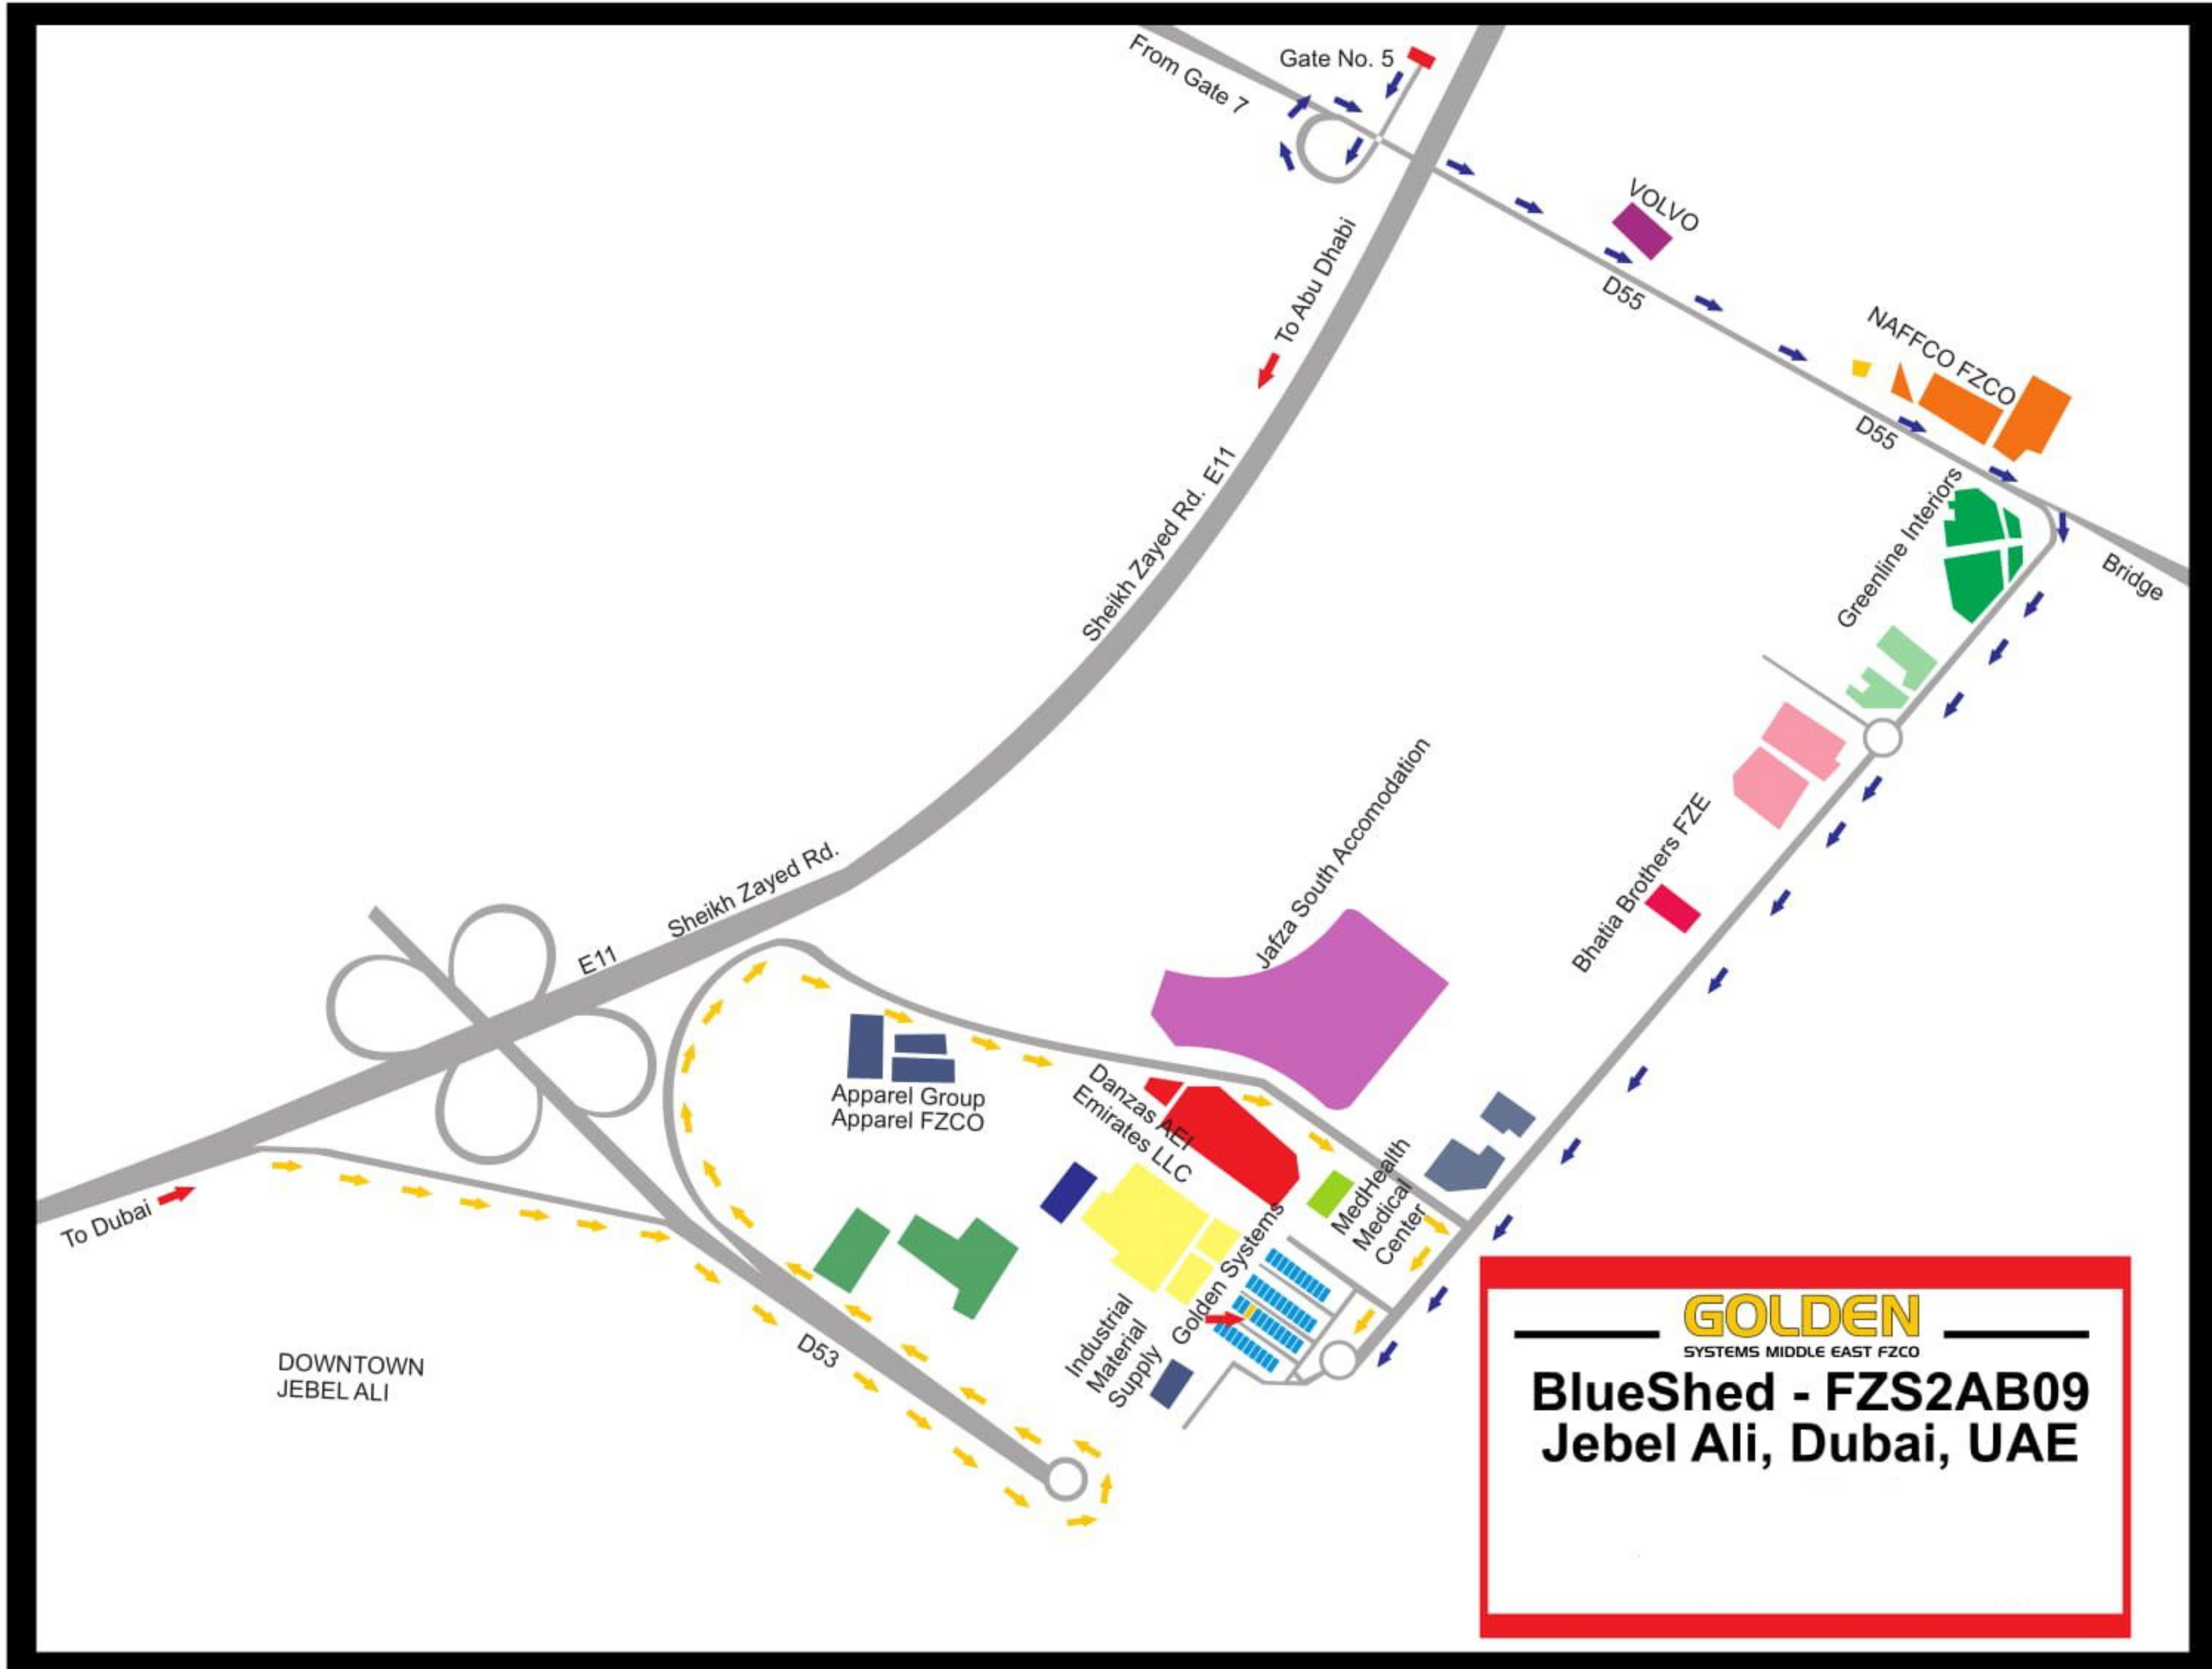 From Gate 7
Gate No. 5
To Abu Dhabi
VOLVO
D55
NAFFCO FZCO
D55
Greenline Interiors
Bridge
Sheikh Zayed Rd. E11
Bhatia Brothers FZE
Jafza South Accomodation
Sheikh Zayed Rd.
E11
Apparel Group
Apparel FZCO
Danzas AEI
Emirates LLC
MedHealth
Medical
Center
Golden Systems
Industrial
Material
Supply
To Dubai
D53
DOWNTOWN
JEBEL ALI
GOLDEN
SYSTEMS MIDDLE EAST FZCO
BlueShed - FZS2AB09
Jebel Ali, Dubai, UAE